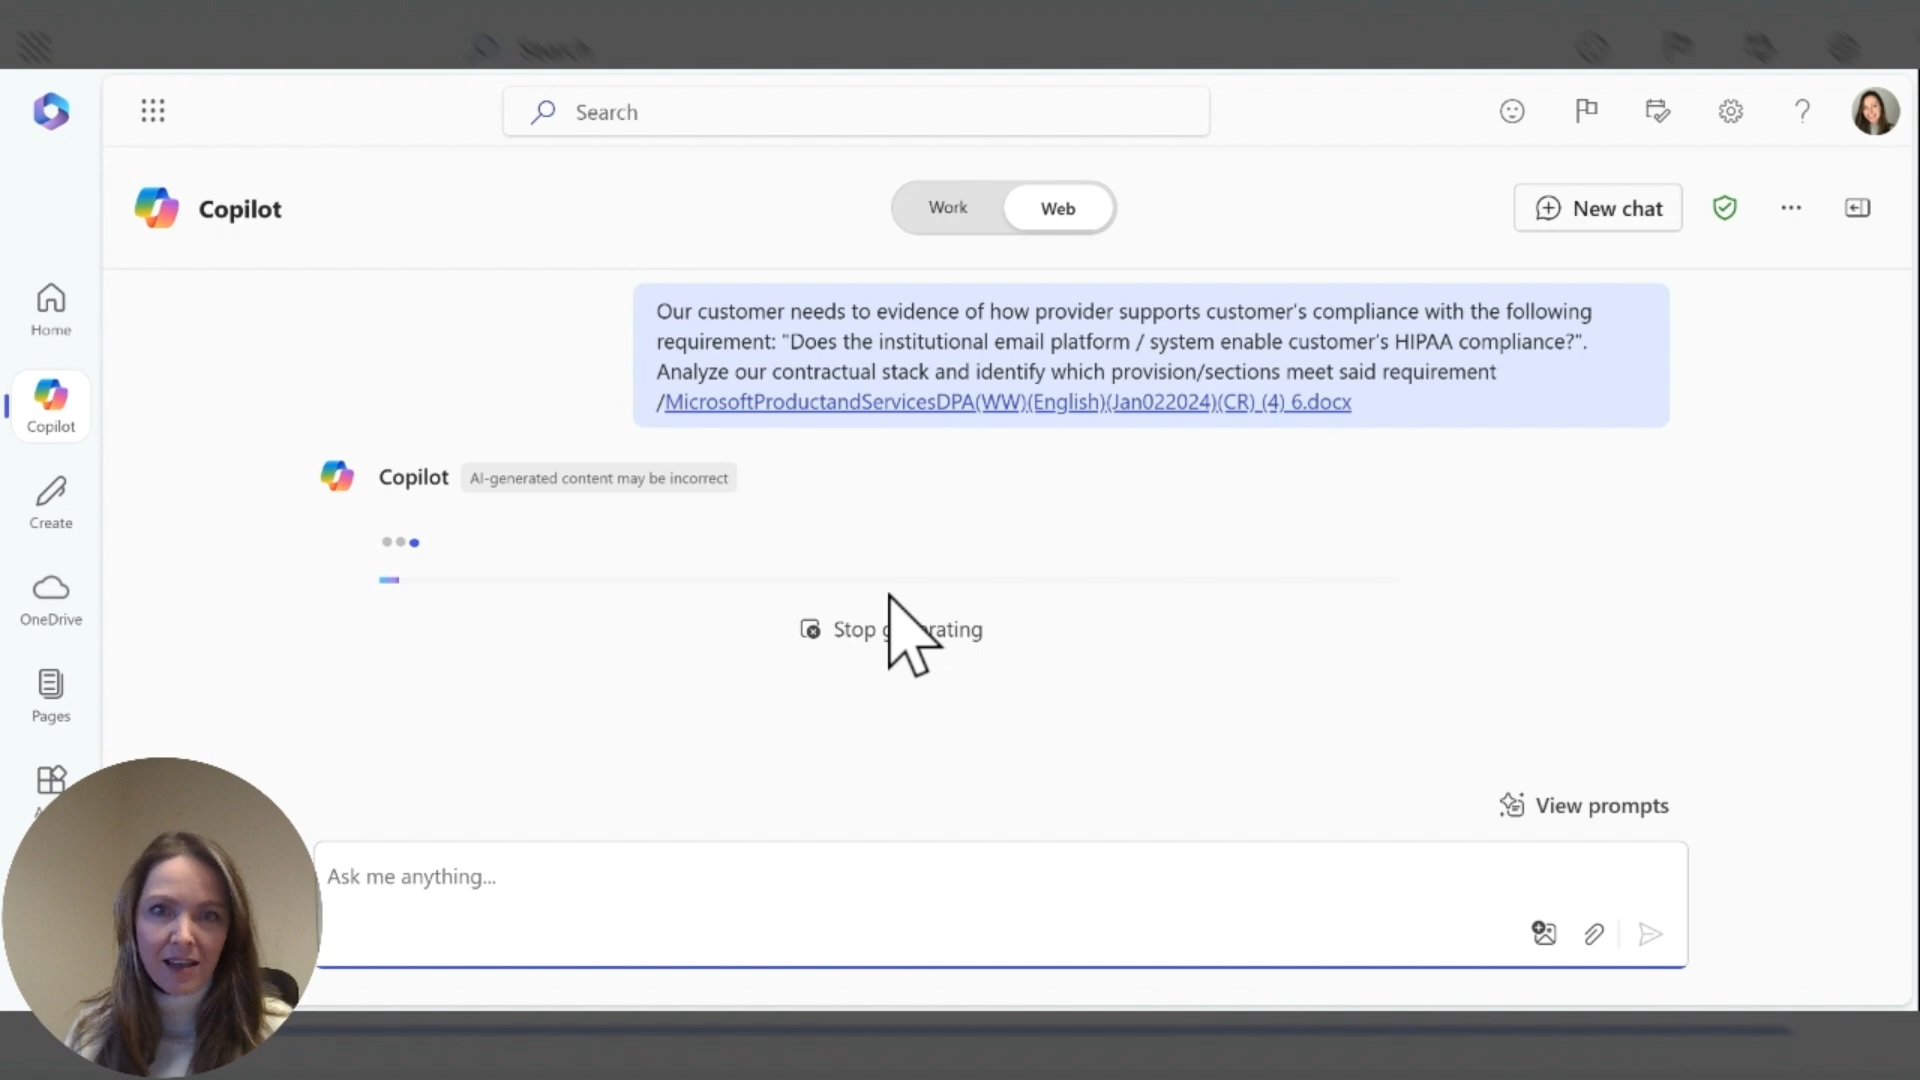 Search
Search
Copilot
Work
Web
New chat
Home
Copilot
Create
OneDrive
Pages
Our customer needs to evidence of how provider supports customer's compliance with the following
requirement: "Does the institutional email platform / system enable customer's HIPAA compliance?".
Analyze our contractual stack and identify which provision/sections meet said requirement
/MicrosoftProductandServicesDPA(WW)(English)(Jan022024)(CR)_(4) 6.docx
Copilot
AI-generated content may be incorrect
Stop generating
View prompts
Ask me anything...